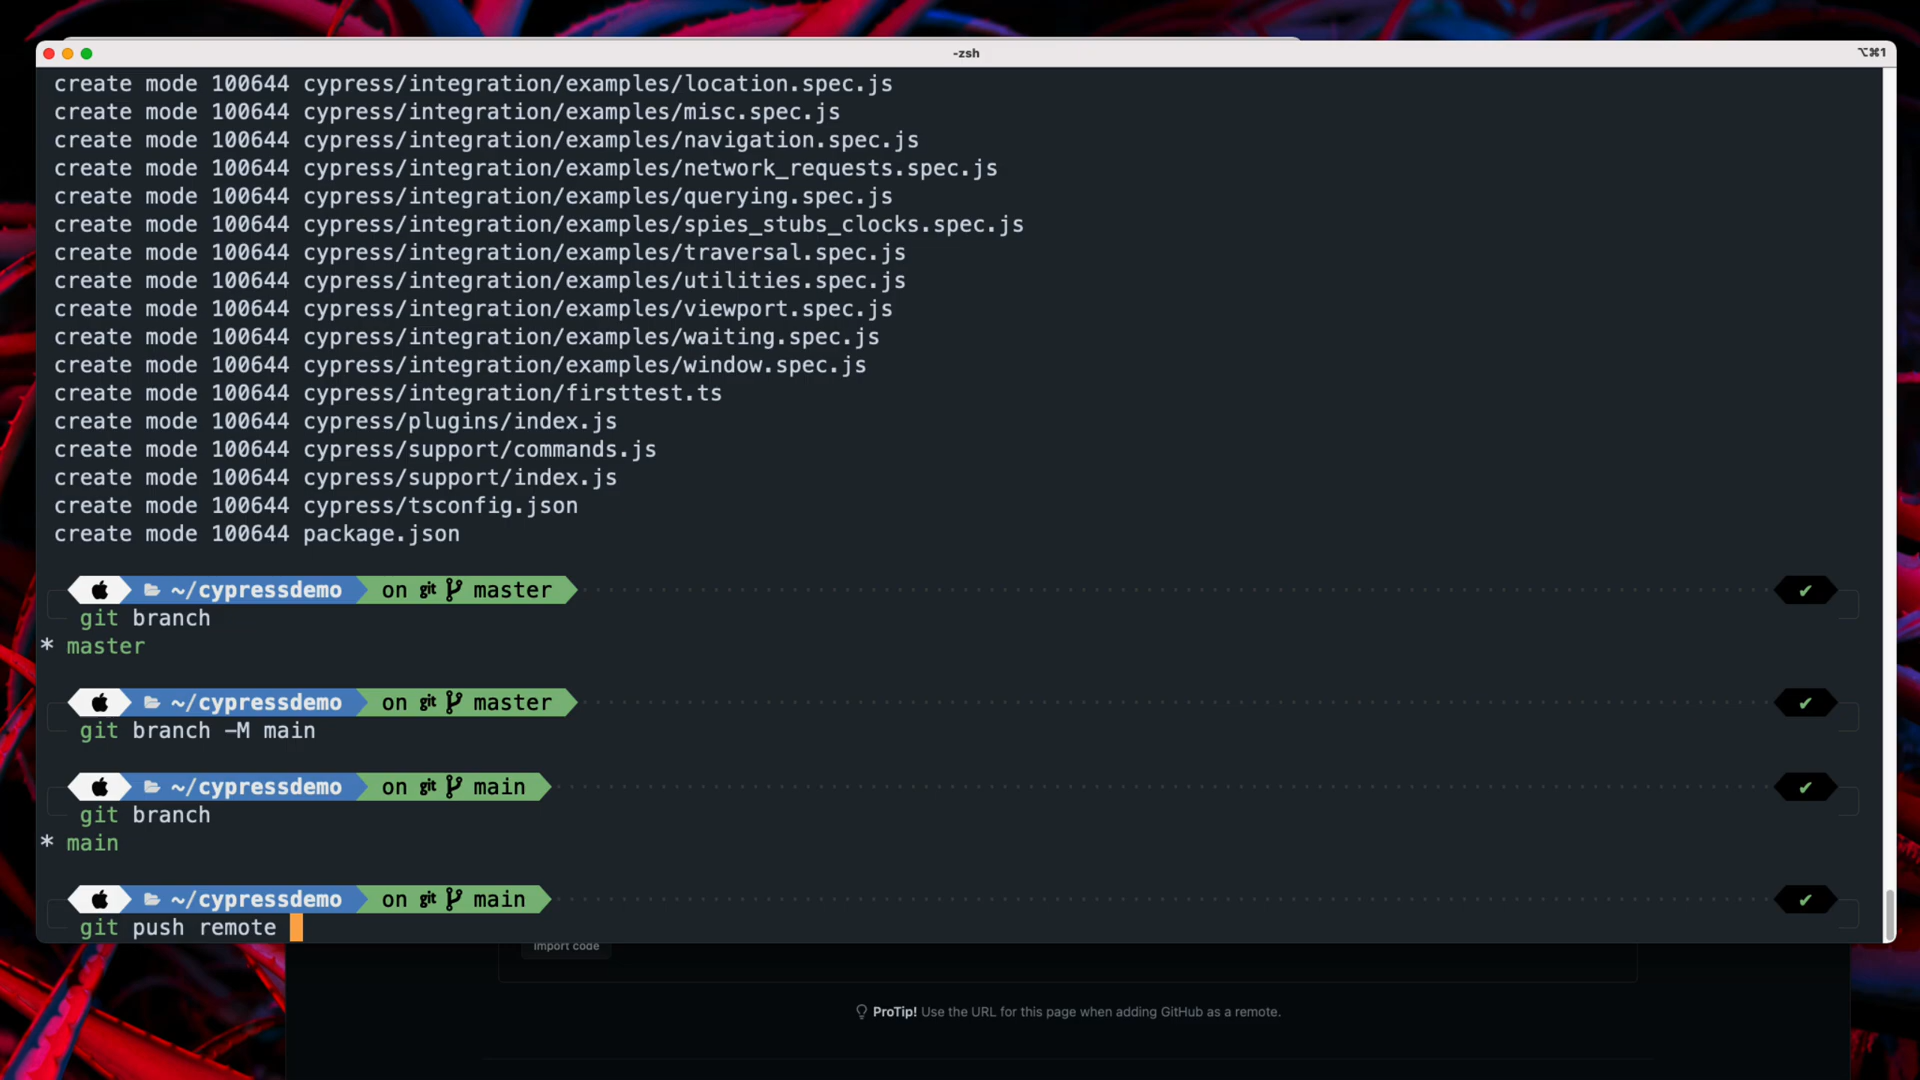 -zsh
⌥⌘1
create mode 100644 cypress/integration/examples/location.spec.js
create mode 100644 cypress/integration/examples/misc.spec.js
create mode 100644 cypress/integration/examples/navigation.spec.js
create mode 100644 cypress/integration/examples/network_requests.spec.js
create mode 100644 cypress/integration/examples/querying.spec.js
create mode 100644 cypress/integration/examples/spies_stubs_clocks.spec.js
create mode 100644 cypress/integration/examples/traversal.spec.js
create mode 100644 cypress/integration/examples/utilities.spec.js
create mode 100644 cypress/integration/examples/viewport.spec.js
create mode 100644 cypress/integration/examples/waiting.spec.js
create mode 100644 cypress/integration/examples/window.spec.js
create mode 100644 cypress/integration/firsttest.ts
create mode 100644 cypress/plugins/index.js
create mode 100644 cypress/support/commands.js
create mode 100644 cypress/support/index.js
create mode 100644 cypress/tsconfig.json
create mode 100644 package.json
~/cypressdemo on git master ✔
git branch
* master
~/cypressdemo on git master ✔
git branch -M main
~/cypressdemo on git main ✔
git branch
* main
~/cypressdemo on git main ✔
git push remote
Import code
ProTip! Use the URL for this page when adding GitHub as a remote.